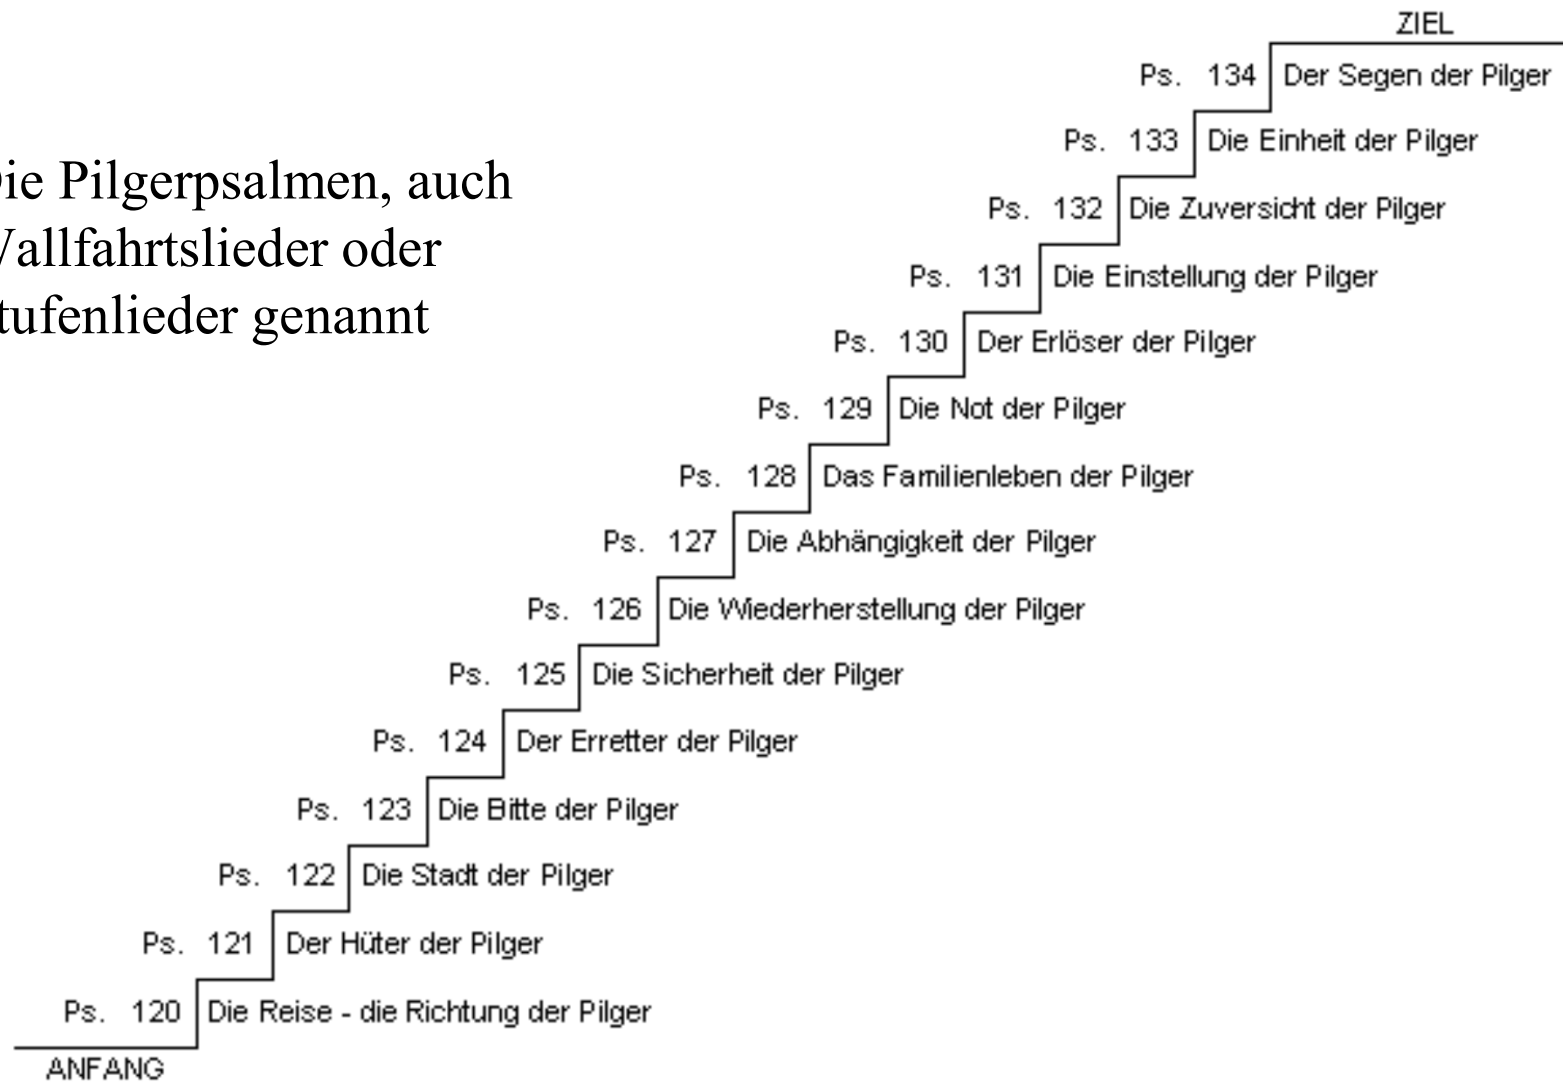 ZIEL
Ps. 134 Der Segen der Pilger
Ps. 133 Die Einheit der Pilger
ie Pilgerpsalmen, auch
Vallfahrtslieder oder
tufenlieder genannt
Ps. 132 Die Zuversicht der Pilger
Ps. 131 Die Einstellung der Pilger
Ps. 130 Der Erlöser der Pilger
Ps. 129 Die Not der Pilger
Ps. 128 Das Familienleben der Pilger
Ps. 127 Die Abhängigkeit der Pilger
Ps. 126 Die Wiederherstellung der Pilger
Ps. 125 Die Sicherheit der Pilger
Ps. 124 Der Erretter der Pilger
Ps. 123 Die Bitte der Pilger
Ps. 122 Die Stadt der Pilger
Ps. 121 Der Hüter der Pilger
Ps. 120 Die Reise - die Richtung der Pilger
ANFANG